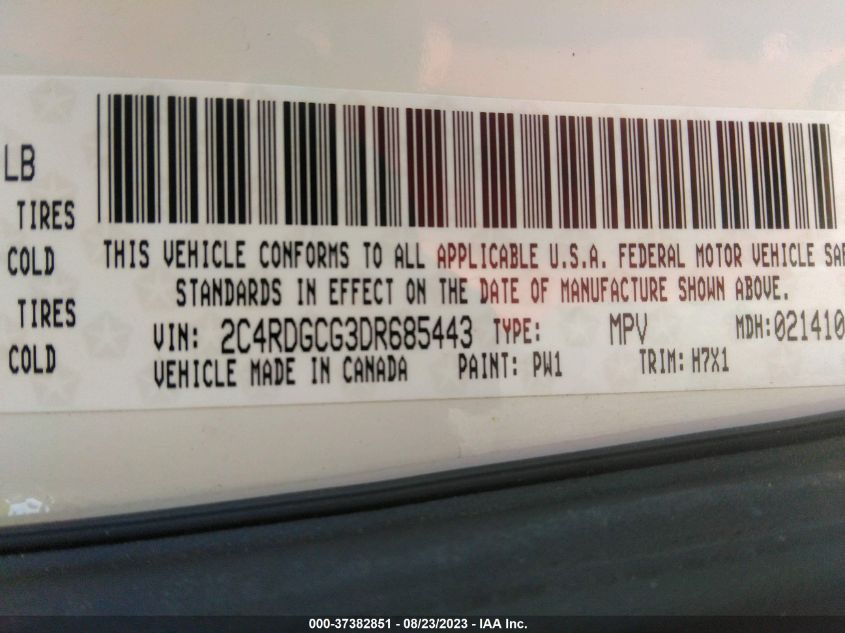 LB
TIRES
COLD
THIS VEHICLE CONFORMS TO ALL APPLICABLE U.S.A. FEDERAL MOTOR VEHICLE SAF
STANDARDS IN EFFECT ON THE DATE OF MANUFACTURE SHOWN ABOVE.
TIRES
COLD
VIN: 2C4RDGCG3DR685443 TYPE: MPV MDH:021410
VEHICLE MADE IN CANADA PAINT: PW1 TRIM: H7X1
000-37382851 - 08/23/2023 - IAA Inc.